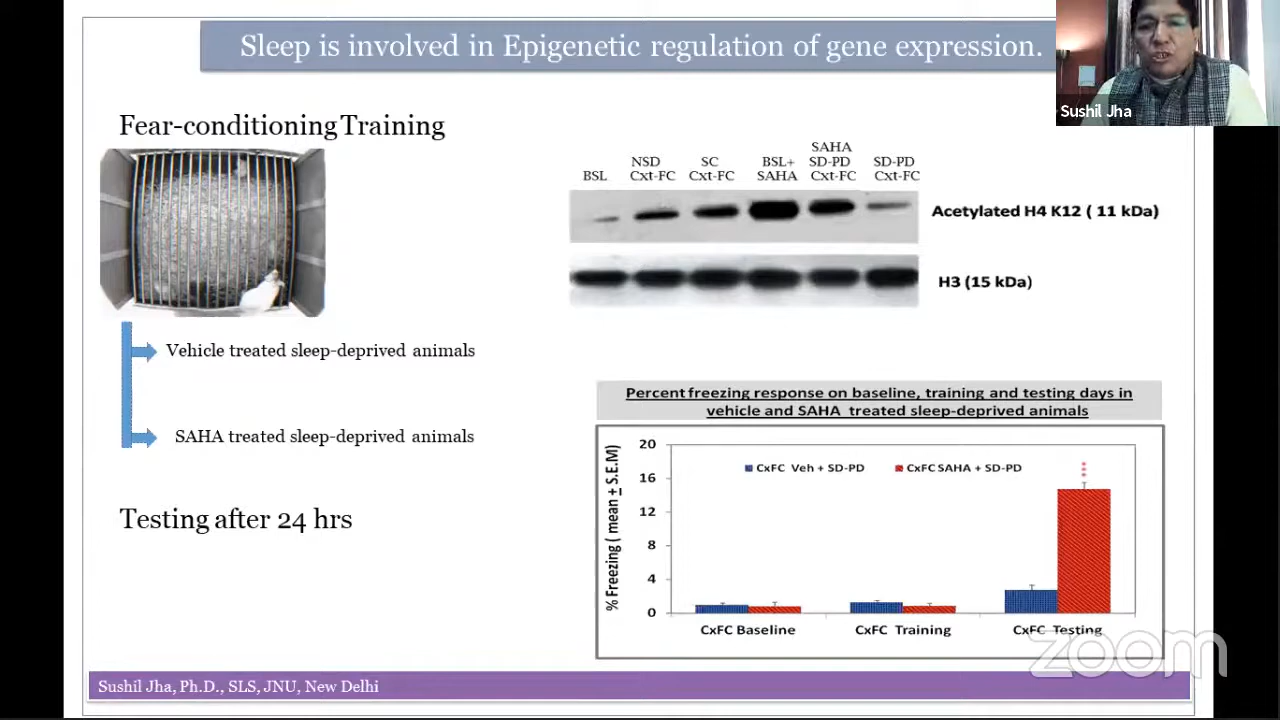 Sleep is involved in Epigenetic regulation of gene expression.
Sushil Jha
Fear-conditioning Training
Vehicle treated sleep-deprived animals
SAHA treated sleep-deprived animals
Testing after 24 hrs
BSL
NSD
Cxt-FC
SC
Cxt-FC
BSL+
SAHA
SAHA
SD-PD
Cxt-FC
SD-PD
Cxt-FC
Acetylated H4 K12 ( 11 kDa)
H3 (15 kDa)
Percent freezing response on baseline, training and testing days in
vehicle and SAHA treated sleep-deprived animals
% Freezing ( mean ± S.E.M)
20
16
12
8
4
0
CxFC Veh + SD-PD
CxFC SAHA + SD-PD
***
CxFC Baseline
CxFC Training
CxFC Testing
zoom
Sushil Jha, Ph.D., SLS, JNU, New Delhi